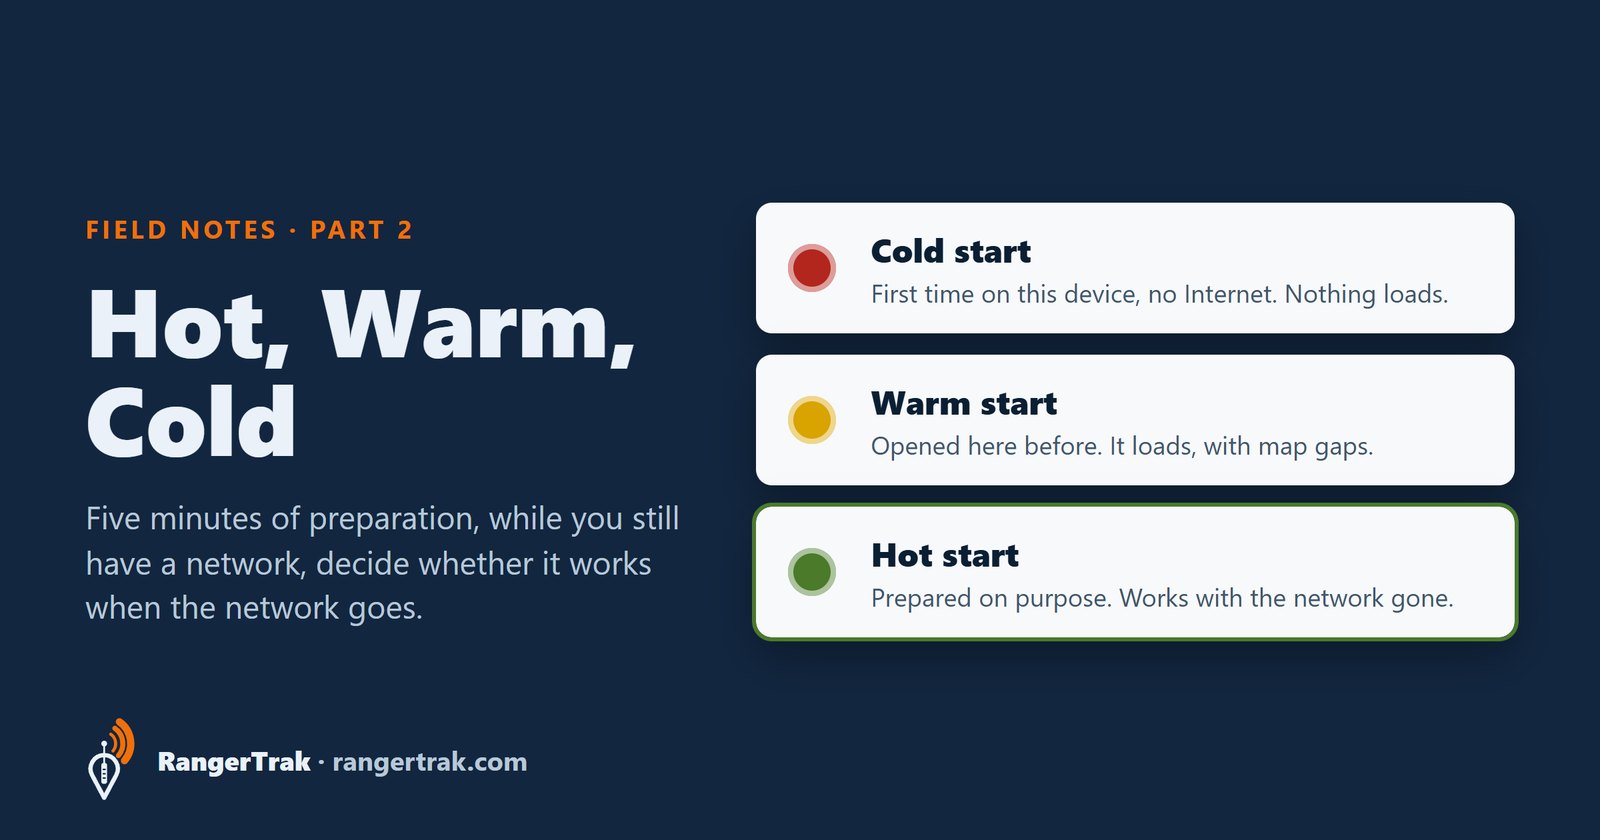 FIELD NOTES · PART 2
Hot, Warm,
Cold
Five minutes of preparation, while you still
have a network, decide whether it works
when the network goes.
RangerTrak · rangertrak.com
Cold start
First time on this device, no Internet. Nothing loads.
Warm start
Opened here before. It loads, with map gaps.
Hot start
Prepared on purpose. Works with the network gone.